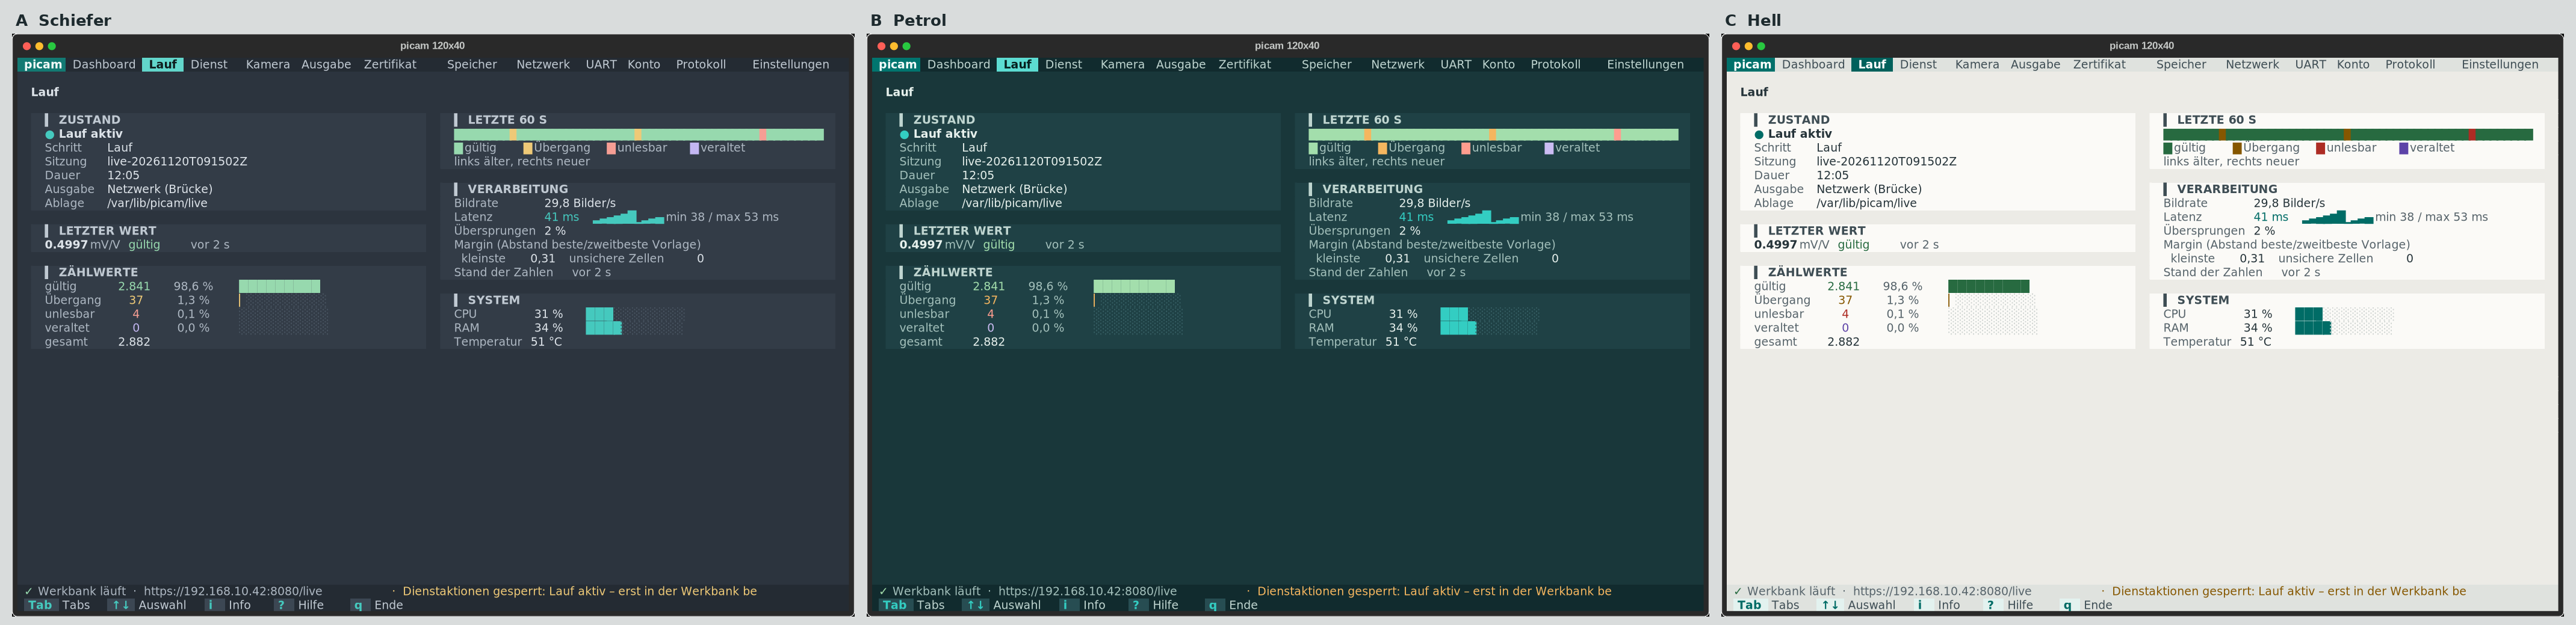 A Schiefer
picam 120x40
picam Dashboard Lauf Dienst Kamera Ausgabe Zertifikat Speicher Netzwerk UART Konto Protokoll Einstellungen
Lauf
ZUSTAND
● Lauf aktiv
Schritt Lauf
Sitzung live-20261120T091502Z
Dauer 12:05
Ausgabe Netzwerk (Brücke)
Ablage /var/lib/picam/live
LETZTER WERT
0.4997 mV/V gültig vor 2 s
ZÄHLWERTE
gültig 2.841 98,6 %
Übergang 37 1,3 %
unlesbar 4 0,1 %
veraltet 0 0,0 %
gesamt 2.882
LETZTE 60 S
gültig Übergang unlesbar veraltet
links älter, rechts neuer
VERARBEITUNG
Bildrate 29,8 Bilder/s
Latenz 41 ms min 38 / max 53 ms
Übersprungen 2 %
Margin (Abstand beste/zweitbeste Vorlage)
kleinste 0,31 unsichere Zellen 0
Stand der Zahlen vor 2 s
SYSTEM
CPU 31 %
RAM 34 %
Temperatur 51 °C
✓ Werkbank läuft · https://192.168.10.42:8080/live · Dienstaktionen gesperrt: Lauf aktiv – erst in der Werkbank be
Tab Tabs ↑↓ Auswahl i Info ? Hilfe q Ende
B Petrol
picam 120x40
picam Dashboard Lauf Dienst Kamera Ausgabe Zertifikat Speicher Netzwerk UART Konto Protokoll Einstellungen
Lauf
ZUSTAND
● Lauf aktiv
Schritt Lauf
Sitzung live-20261120T091502Z
Dauer 12:05
Ausgabe Netzwerk (Brücke)
Ablage /var/lib/picam/live
LETZTER WERT
0.4997 mV/V gültig vor 2 s
ZÄHLWERTE
gültig 2.841 98,6 %
Übergang 37 1,3 %
unlesbar 4 0,1 %
veraltet 0 0,0 %
gesamt 2.882
LETZTE 60 S
gültig Übergang unlesbar veraltet
links älter, rechts neuer
VERARBEITUNG
Bildrate 29,8 Bilder/s
Latenz 41 ms min 38 / max 53 ms
Übersprungen 2 %
Margin (Abstand beste/zweitbeste Vorlage)
kleinste 0,31 unsichere Zellen 0
Stand der Zahlen vor 2 s
SYSTEM
CPU 31 %
RAM 34 %
Temperatur 51 °C
✓ Werkbank läuft · https://192.168.10.42:8080/live · Dienstaktionen gesperrt: Lauf aktiv – erst in der Werkbank be
Tab Tabs ↑↓ Auswahl i Info ? Hilfe q Ende
C Hell
picam 120x40
picam Dashboard Lauf Dienst Kamera Ausgabe Zertifikat Speicher Netzwerk UART Konto Protokoll Einstellungen
Lauf
ZUSTAND
● Lauf aktiv
Schritt Lauf
Sitzung live-20261120T091502Z
Dauer 12:05
Ausgabe Netzwerk (Brücke)
Ablage /var/lib/picam/live
LETZTER WERT
0.4997 mV/V gültig vor 2 s
ZÄHLWERTE
gültig 2.841 98,6 %
Übergang 37 1,3 %
unlesbar 4 0,1 %
veraltet 0 0,0 %
gesamt 2.882
LETZTE 60 S
gültig Übergang unlesbar veraltet
links älter, rechts neuer
VERARBEITUNG
Bildrate 29,8 Bilder/s
Latenz 41 ms min 38 / max 53 ms
Übersprungen 2 %
Margin (Abstand beste/zweitbeste Vorlage)
kleinste 0,31 unsichere Zellen 0
Stand der Zahlen vor 2 s
SYSTEM
CPU 31 %
RAM 34 %
Temperatur 51 °C
✓ Werkbank läuft · https://192.168.10.42:8080/live · Dienstaktionen gesperrt: Lauf aktiv – erst in der Werkbank be
Tab Tabs ↑↓ Auswahl i Info ? Hilfe q Ende